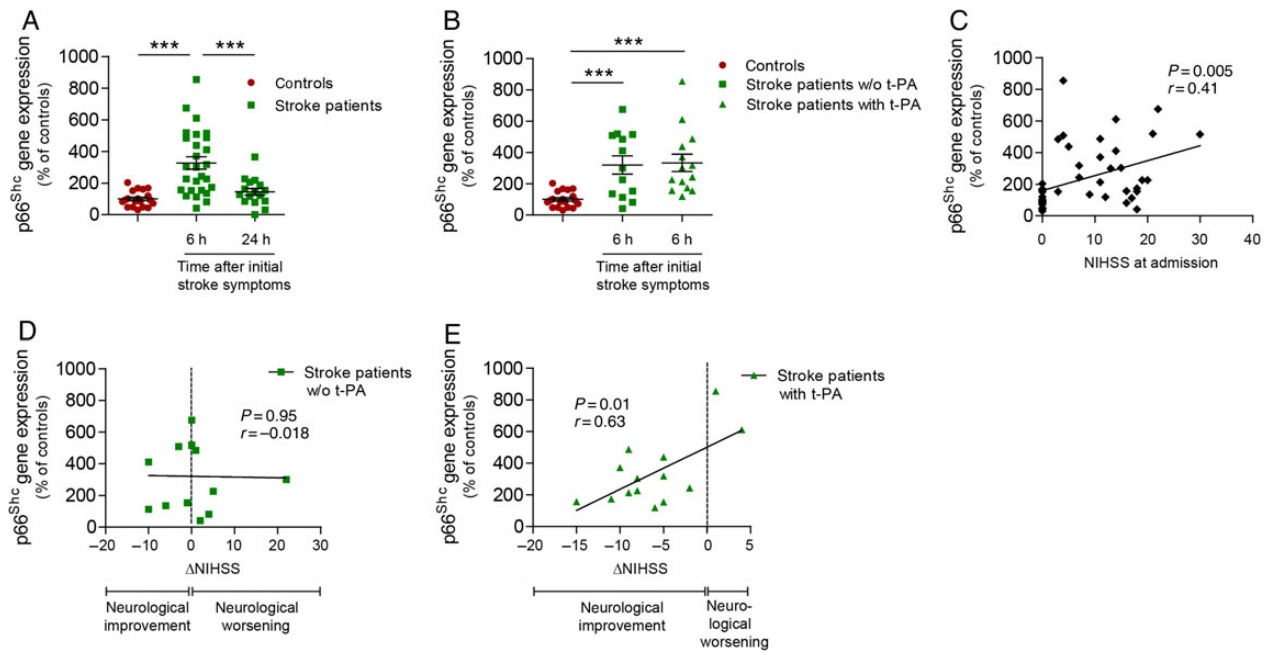 A
p66Shc gene expression
(% of controls)
1000
800
600
400
200
0
***
***
Controls
Stroke patients
6 h
24 h
Time after initial
stroke symptoms
B
p66Shc gene expression
(% of controls)
1000
800
600
400
200
0
***
***
Controls
Stroke patients w/o t-PA
Stroke patients with t-PA
6 h
6 h
Time after initial
stroke symptoms
C
p66Shc gene expression
(% of controls)
1000
800
600
400
200
0
P = 0.005
r = 0.41
0 10 20 30 40
NIHSS at admission
D
p66Shc gene expression
(% of controls)
1000
800
600
400
200
0
Stroke patients
w/o t-PA
P = 0.95
r = −0.018
−20 −10 0 10 20 30
ΔNIHSS
Neurological
improvement
Neurological
worsening
E
p66Shc gene expression
(% of controls)
1000
800
600
400
200
0
P = 0.01
r = 0.63
Stroke patients
with t-PA
−20 −15 −10 −5 0 5
ΔNIHSS
Neurological
improvement
Neuro-
logical
worsening